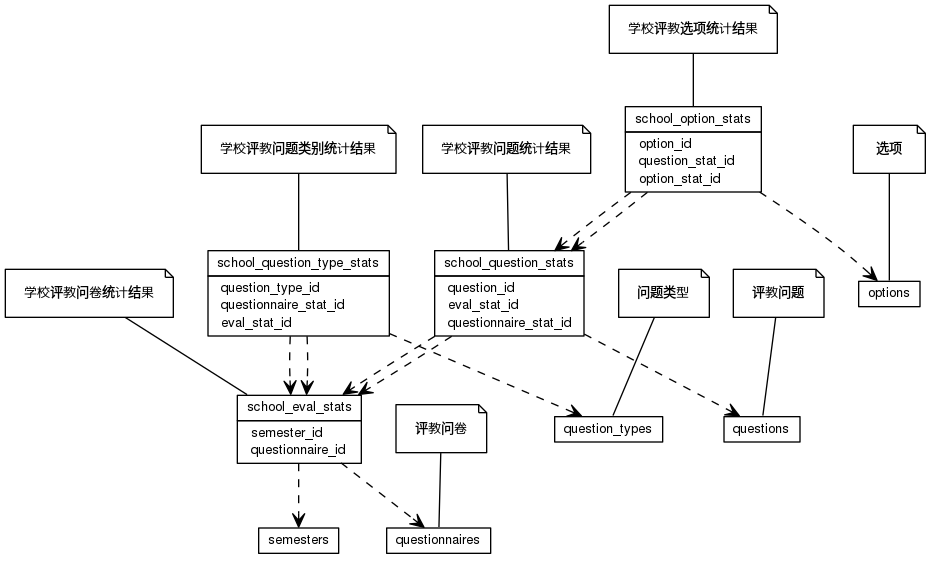 学校评教选项统计结果
school_option_stats
option_id
question_stat_id
option_stat_id
选项
学校评教问题类别统计结果
学校评教问题统计结果
school_question_type_stats
question_type_id
questionnaire_stat_id
eval_stat_id
school_question_stats
question_id
eval_stat_id
questionnaire_stat_id
学校评教问卷统计结果
问题类型
评教问题
options
school_eval_stats
semester_id
questionnaire_id
评教问卷
question_types
questions
semesters
questionnaires